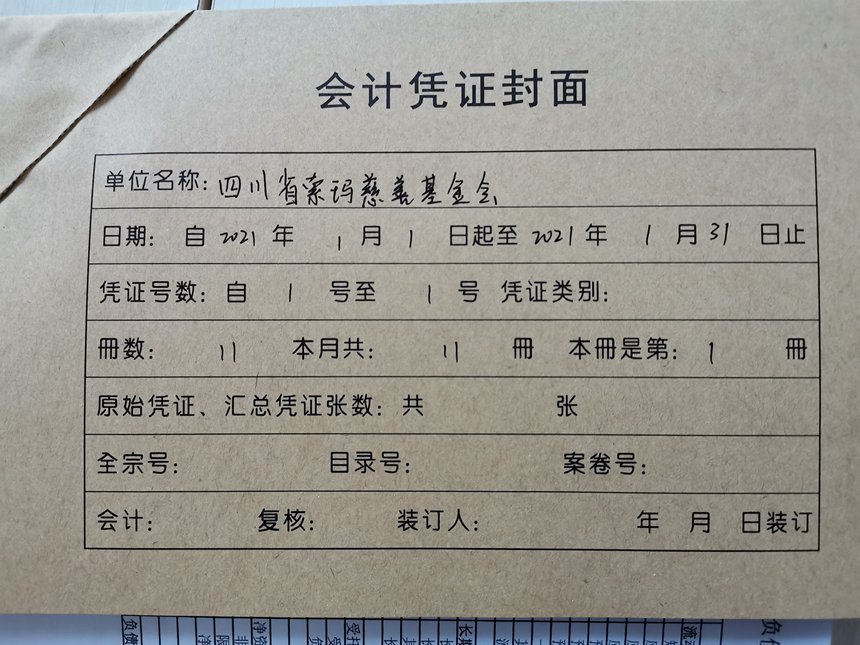 会计凭证封面
单位名称：四川省索玛慈善基金会
日期： 自 2021 年 1 月 1 日起至 2021 年 1 月 31 日止
凭证号数：自 1 号至 1 号 凭证类别：
冊数： 11 本月共： 11 冊 本冊是第： 1 冊
原始凭证、汇总凭证张数：共 张
全宗号： 目录号： 案卷号：
会计： 复核： 装订人： 年 月 日装订